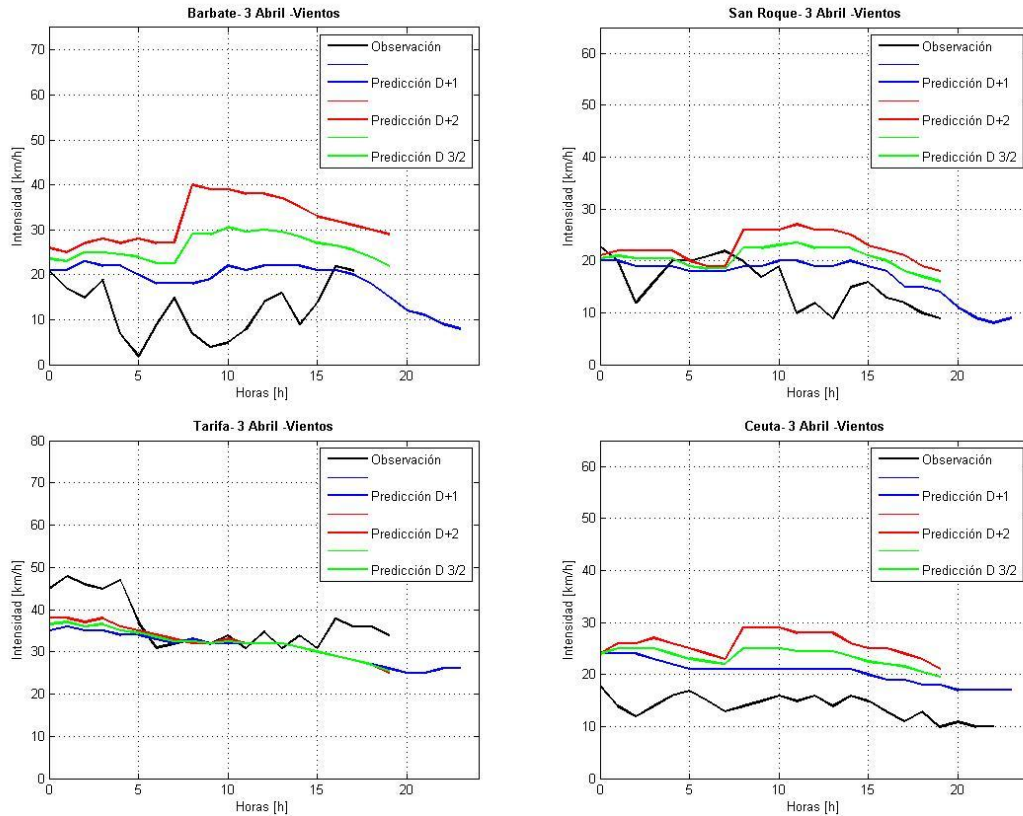 Barbate- 3 Abril -Vientos
Intensidad [km/h]
70
60
50
40
30
20
10
0
Observación
Predicción D+1
Predicción D+2
Predicción D 3/2
0 5 10 15 20
Horas [h]
San Roque- 3 Abril -Vientos
Intensidad [km/h]
60
50
40
30
20
10
0
Observación
Predicción D+1
Predicción D+2
Predicción D 3/2
0 5 10 15 20
Horas [h]
Tarifa- 3 Abril -Vientos
Intensidad [km/h]
80
70
60
50
40
30
20
10
0
Observación
Predicción D+1
Predicción D+2
Predicción D 3/2
0 5 10 15 20
Horas [h]
Ceuta- 3 Abril -Vientos
Intensidad [km/h]
60
50
40
30
20
10
0
Observación
Predicción D+1
Predicción D+2
Predicción D 3/2
0 5 10 15 20
Horas [h]